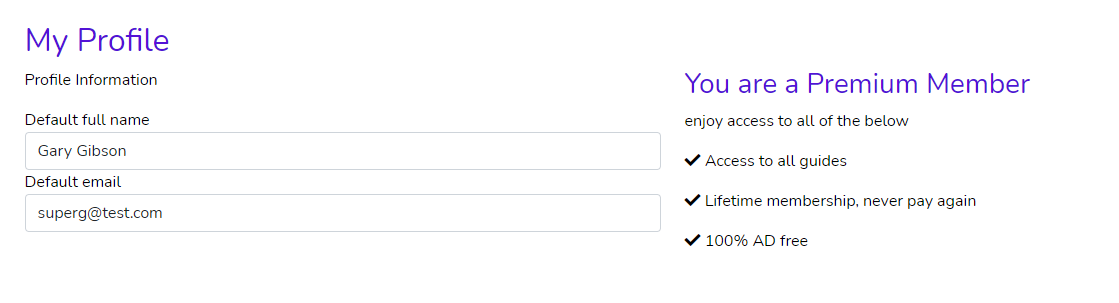 My Profile
Profile Information
Default full name
Gary Gibson
Default email
superg@test.com
You are a Premium Member
enjoy access to all of the below
Access to all guides
Lifetime membership, never pay again
100% AD free